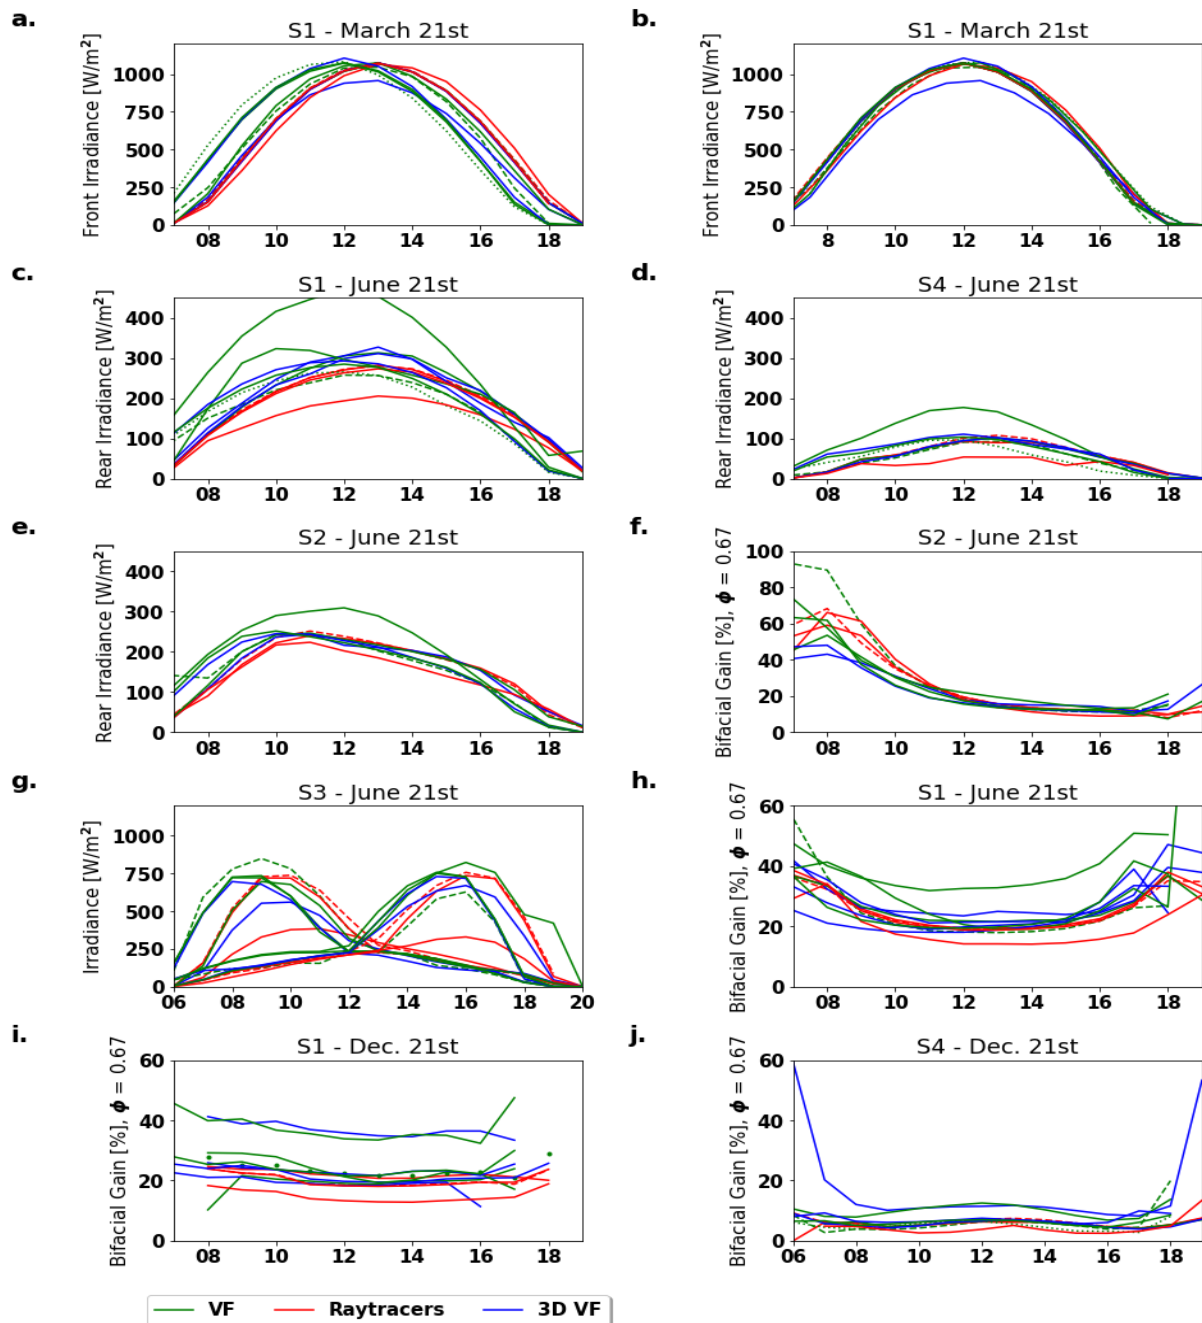 a.
S1 - March 21st
Front Irradiance [W/m²]
1000
750
500
250
0
08 10 12 14 16 18
b.
S1 - March 21st
Front Irradiance [W/m²]
1000
750
500
250
0
8 10 12 14 16 18
c.
S1 - June 21st
Rear Irradiance [W/m²]
400
300
200
100
0
08 10 12 14 16 18
d.
S4 - June 21st
Rear Irradiance [W/m²]
400
300
200
100
0
8 10 12 14 16 18
e.
S2 - June 21st
Rear Irradiance [W/m²]
400
300
200
100
0
08 10 12 14 16 18
f.
S2 - June 21st
Bifacial Gain [%], ϕ = 0.67
100
80
60
40
20
0
08 10 12 14 16 18
g.
S3 - June 21st
Irradiance [W/m²]
1000
750
500
250
0
06 08 10 12 14 16 18 20
h.
S1 - June 21st
Bifacial Gain [%], ϕ = 0.67
60
40
20
0
08 10 12 14 16 18
i.
S1 - Dec. 21st
Bifacial Gain [%], ϕ = 0.67
60
40
20
0
08 10 12 14 16 18
j.
S4 - Dec. 21st
Bifacial Gain [%], ϕ = 0.67
60
40
20
0
06 08 10 12 14 16 18
VF Raytracers 3D VF